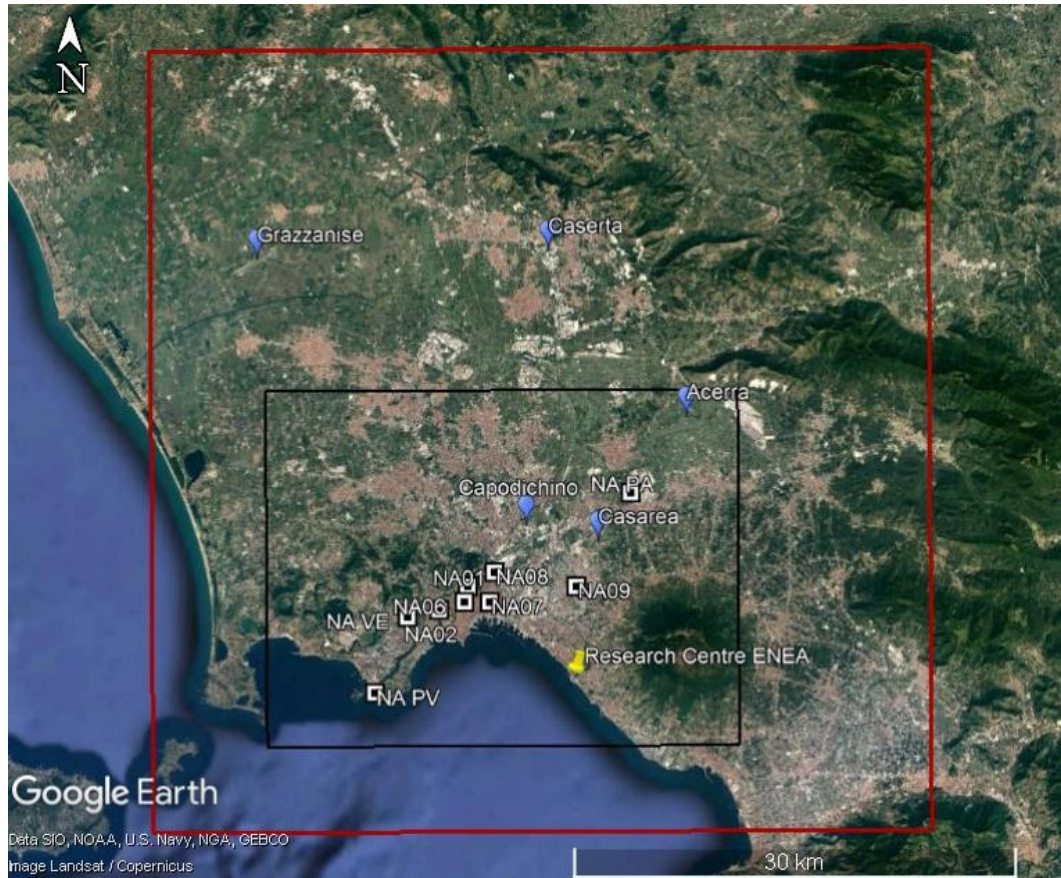 N
Grazzanise
Caserta
Acerra
Capodichino
NA PA
Casarea
NA01
NA08
NA09
NA06
NA07
NA VE
NA02
Research Centre ENEA
NA PV
Google Earth
Data SIO, NOAA, U.S. Navy, NGA, GEBCO
Image Landsat / Copernicus
30 km